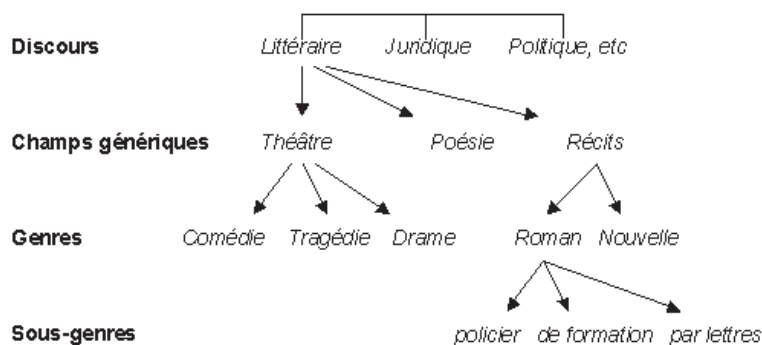 Discours Littéraire Juridique Politique, etc
Champs génériques Théâtre Poésie Récits
Genres Comédie Tragédie Drame Roman Nouvelle
Sous-genres policier de formation par lettres